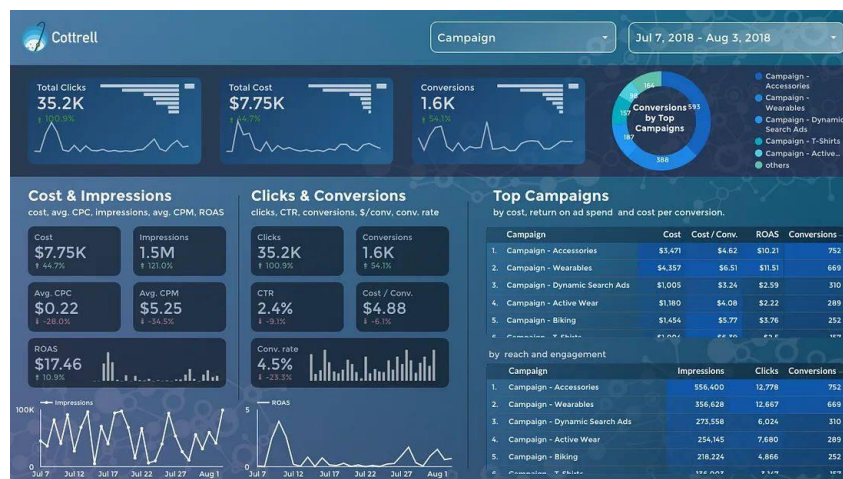 Cottrell
Campaign
Jul 7, 2018 - Aug 3, 2018
Total Clicks
35.2K
100.9%
Total Cost
$7.75K
44.7%
Conversions
1.6K
54.1%
Conversions
by Top
Campaigns
593
388
187
157
98
164
Campaign -
Accessories
Campaign -
Wearables
Campaign - Dynamic
Search Ads
Campaign - T-Shirts
Campaign - Active...
others
Cost & Impressions
cost, avg. CPC, impressions, avg. CPM, ROAS
Cost
$7.75K
44.7%
Impressions
1.5M
121.0%
Avg. CPC
$0.22
-28.0%
Avg. CPM
$5.25
-34.5%
ROAS
$17.46
10.9%
Impressions
100K
0
Jul 7 Jul 12 Jul 17 Jul 22 Jul 27 Aug 1
Clicks & Conversions
clicks, CTR, conversions, $/conv, conv. rate
Clicks
35.2K
100.9%
Conversions
1.6K
54.1%
CTR
2.4%
-9.1%
Cost / Conv.
$4.88
-6.1%
Conv. rate
4.5%
-23.3%
ROAS
5
0
Jul 7 Jul 12 Jul 17 Jul 22 Jul 27 Aug 1
Top Campaigns
by cost, return on ad spend and cost per conversion.
Campaign Cost Cost / Conv. ROAS Conversions
1. Campaign - Accessories $3,471 $4.62 $10.21 752
2. Campaign - Wearables $4,357 $6.51 $11.51 669
3. Campaign - Dynamic Search Ads $1,005 $3.24 $2.59 310
4. Campaign - Active Wear $1,180 $4.08 $2.22 289
5. Campaign - Biking $1,454 $5.77 $3.76 252
by reach and engagement
Campaign Impressions Clicks Conversions
1. Campaign - Accessories 556,400 12,778 752
2. Campaign - Wearables 356,628 12,667 669
3. Campaign - Dynamic Search Ads 273,558 6,024 310
4. Campaign - Active Wear 254,145 7,680 289
5. Campaign - Biking 218,224 4,866 252